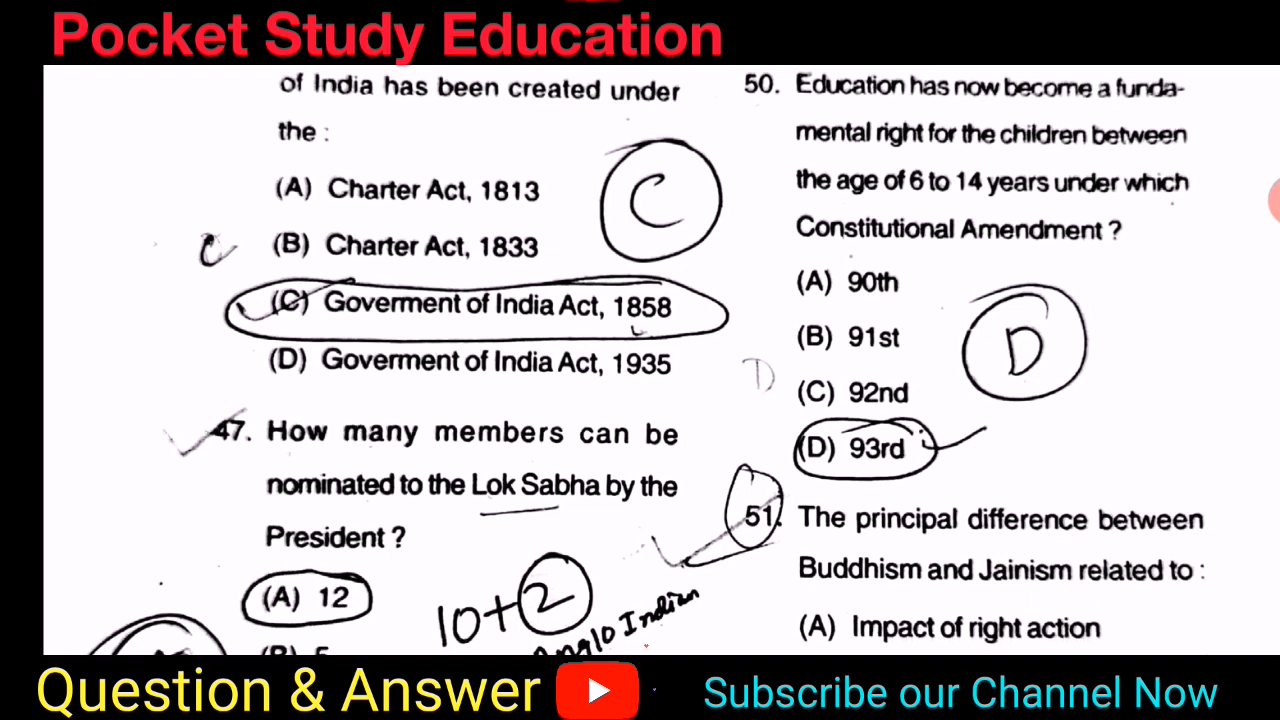 Pocket Study Education
of India has been created under
the :
(A) Charter Act, 1813
C
C
(B) Charter Act, 1833
(C) Goverment of India Act, 1858
(D) Goverment of India Act, 1935
47. How many members can be
nominated to the Lok Sabha by the
President ?
(A) 12
10+2
Anglo Indian
50. Education has now become a funda-
mental right for the children between
the age of 6 to 14 years under which
Constitutional Amendment ?
(A) 90th
(B) 91st
D
D
(C) 92nd
(D) 93rd
51. The principal difference between
Buddhism and Jainism related to :
(A) Impact of right action
Question & Answer
Subscribe our Channel Now